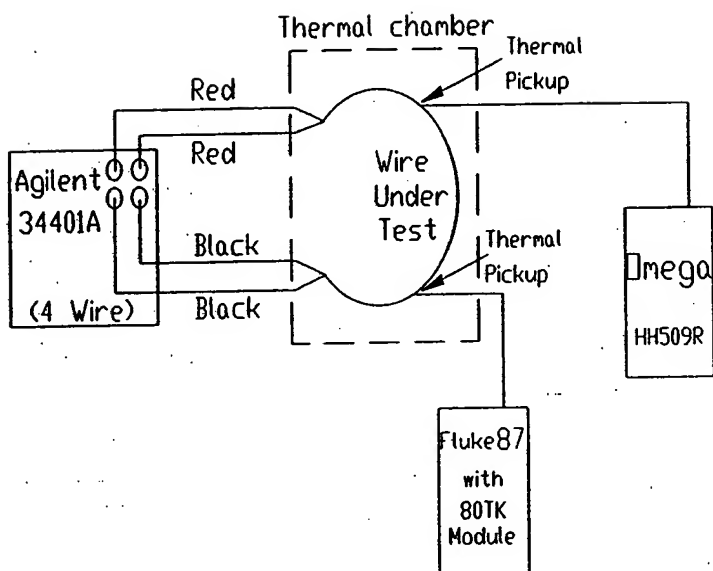 Thermal chamber
Thermal
Pickup
Red
Red
Agilent
34401A
(4 Wire)
Wire
Under
Test
Black
Black
Thermal
Pickup
Omega
HH509R
Fluke87
with
80TK
Module